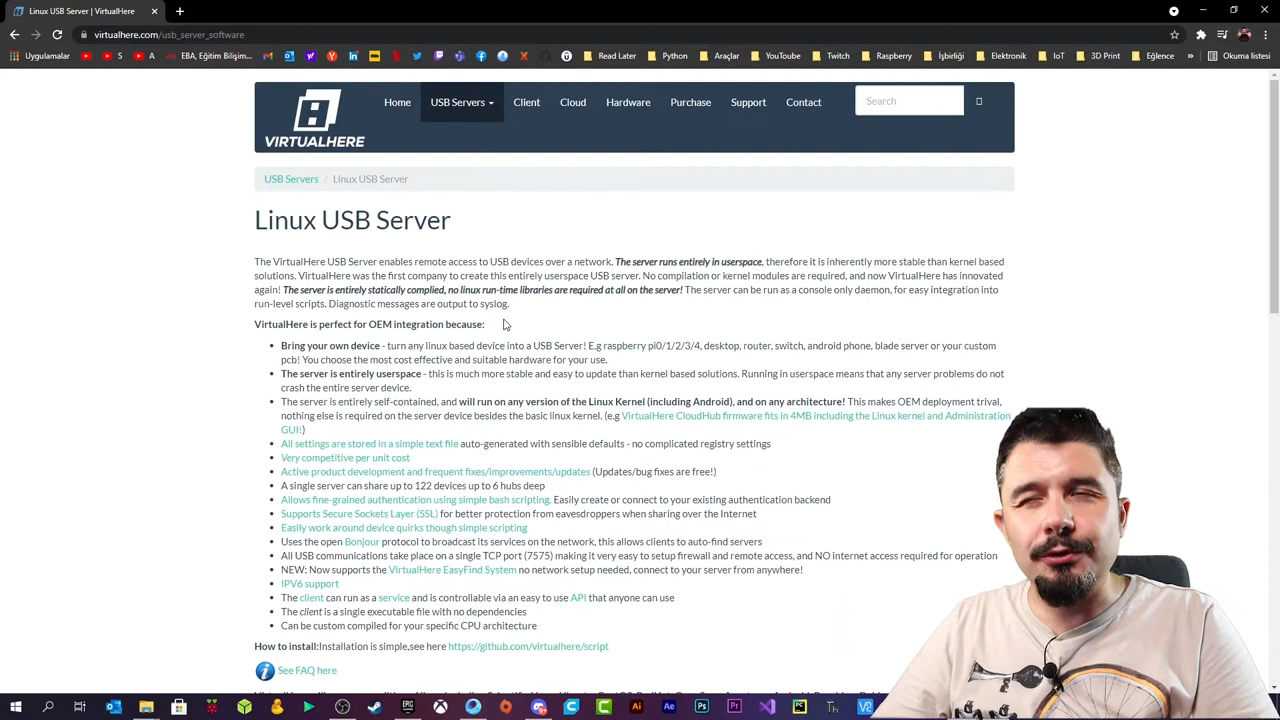 Linux USB Server | VirtualHere
virtualhere.com/usb_server_software
Uygulamalar
EBA, Eğitim Bilişim...
Read Later
Python
Araçlar
YouTube
Twitch
Raspberry
İşbirliği
Elektronik
IoT
3D Print
Eğlence
Okuma listesi
VIRTUALHERE
Home
USB Servers
Client
Cloud
Hardware
Purchase
Support
Contact
Search
USB Servers / Linux USB Server
Linux USB Server
The VirtualHere USB Server enables remote access to USB devices over a network. The server runs entirely in userspace, therefore it is inherently more stable than kernel based
solutions. VirtualHere was the first company to create this entirely userspace USB server. No compilation or kernel modules are required, and now VirtualHere has innovated
again! The server is entirely statically complied, no linux run-time libraries are required at all on the server! The server can be run as a console only daemon, for easy integration into
run-level scripts. Diagnostic messages are output to syslog.
VirtualHere is perfect for OEM integration because:
Bring your own device - turn any linux based device into a USB Server! E.g raspberry pi0/1/2/3/4, desktop, router, switch, android phone, blade server or your custom
pcb! You choose the most cost effective and suitable hardware for your use.
The server is entirely userspace - this is much more stable and easy to update than kernel based solutions. Running in userspace means that any server problems do not
crash the entire server device.
The server is entirely self-contained, and will run on any version of the Linux Kernel (including Android), and on any architecture! This makes OEM deployment trival,
nothing else is required on the server device besides the basic linux kernel. (e.g VirtualHere CloudHub firmware fits in 4MB including the Linux kernel and Administration
GUI!)
All settings are stored in a simple text file auto-generated with sensible defaults - no complicated registry settings
Very competitive per unit cost
Active product development and frequent fixes/improvements/updates (Updates/bug fixes are free!)
A single server can share up to 122 devices up to 6 hubs deep
Allows fine-grained authentication using simple bash scripting. Easily create or connect to your existing authentication backend
Supports Secure Sockets Layer (SSL) for better protection from eavesdroppers when sharing over the Internet
Easily work around device quirks though simple scripting
Uses the open Bonjour protocol to broadcast its services on the network, this allows clients to auto-find servers
All USB communications take place on a single TCP port (7575) making it very easy to setup firewall and remote access, and NO internet access required for operation
NEW: Now supports the VirtualHere EasyFind System no network setup needed, connect to your server from anywhere!
IPV6 support
The client can run as a service and is controllable via an easy to use API that anyone can use
The client is a single executable file with no dependencies
Can be custom compiled for your specific CPU architecture
How to install:Installation is simple,see here https://github.com/virtualhere/script
See FAQ here